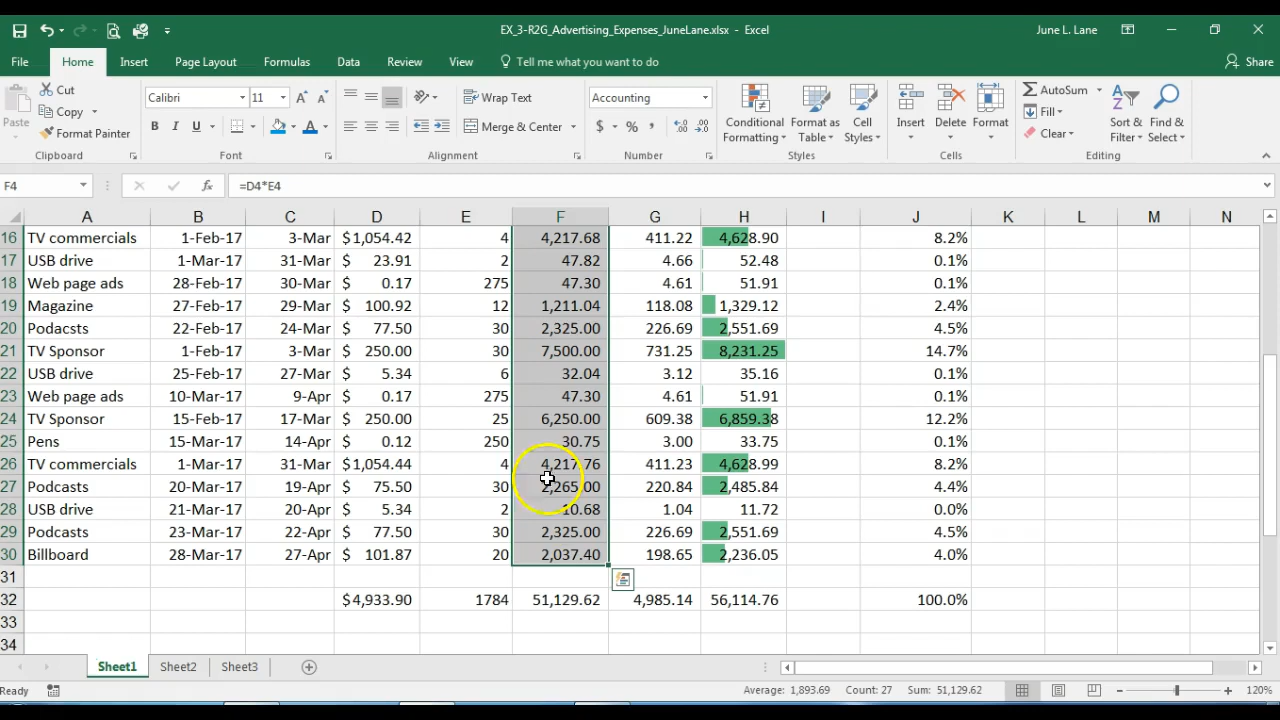 EX_3-R2G_Advertising_Expenses_JuneLane.xlsx - Excel June L. Lane
File Home Insert Page Layout Formulas Data Review View Tell me what you want to do Share
Paste Cut Copy Format Painter Clipboard
Calibri 11 B I U A Font
Wrap Text Merge & Center Alignment
Accounting $ % , Number
Conditional Formatting Format as Table Cell Styles Styles
Insert Delete Format Cells
AutoSum Fill Clear Sort & Filter Find & Select Editing
F4 fx =D4*E4
A B C D E F G H I J K L M N
16 TV commercials 1-Feb-17 3-Mar $1,054.42 4 4,217.68 411.22 4,628.90 8.2%
17 USB drive 1-Mar-17 31-Mar $ 23.91 2 47.82 4.66 52.48 0.1%
18 Web page ads 28-Feb-17 30-Mar $ 0.17 275 47.30 4.61 51.91 0.1%
19 Magazine 27-Feb-17 29-Mar $ 100.92 12 1,211.04 118.08 1,329.12 2.4%
20 Podacsts 22-Feb-17 24-Mar $ 77.50 30 2,325.00 226.69 2,551.69 4.5%
21 TV Sponsor 1-Feb-17 3-Mar $ 250.00 30 7,500.00 731.25 8,231.25 14.7%
22 USB drive 25-Feb-17 27-Mar $ 5.34 6 32.04 3.12 35.16 0.1%
23 Web page ads 10-Mar-17 9-Apr $ 0.17 275 47.30 4.61 51.91 0.1%
24 TV Sponsor 15-Feb-17 17-Mar $ 250.00 25 6,250.00 609.38 6,859.38 12.2%
25 Pens 15-Mar-17 14-Apr $ 0.12 250 30.75 3.00 33.75 0.1%
26 TV commercials 1-Mar-17 31-Mar $1,054.44 4 4,217.76 411.23 4,628.99 8.2%
27 Podcasts 20-Mar-17 19-Apr $ 75.50 30 2,265.00 220.84 2,485.84 4.4%
28 USB drive 21-Mar-17 20-Apr $ 5.34 2 10.68 1.04 11.72 0.0%
29 Podcasts 23-Mar-17 22-Apr $ 77.50 30 2,325.00 226.69 2,551.69 4.5%
30 Billboard 28-Mar-17 27-Apr $ 101.87 20 2,037.40 198.65 2,236.05 4.0%
31
32 $4,933.90 1784 51,129.62 4,985.14 56,114.76 100.0%
33
34
Sheet1 Sheet2 Sheet3
Ready Average: 1,893.69 Count: 27 Sum: 51,129.62 120%